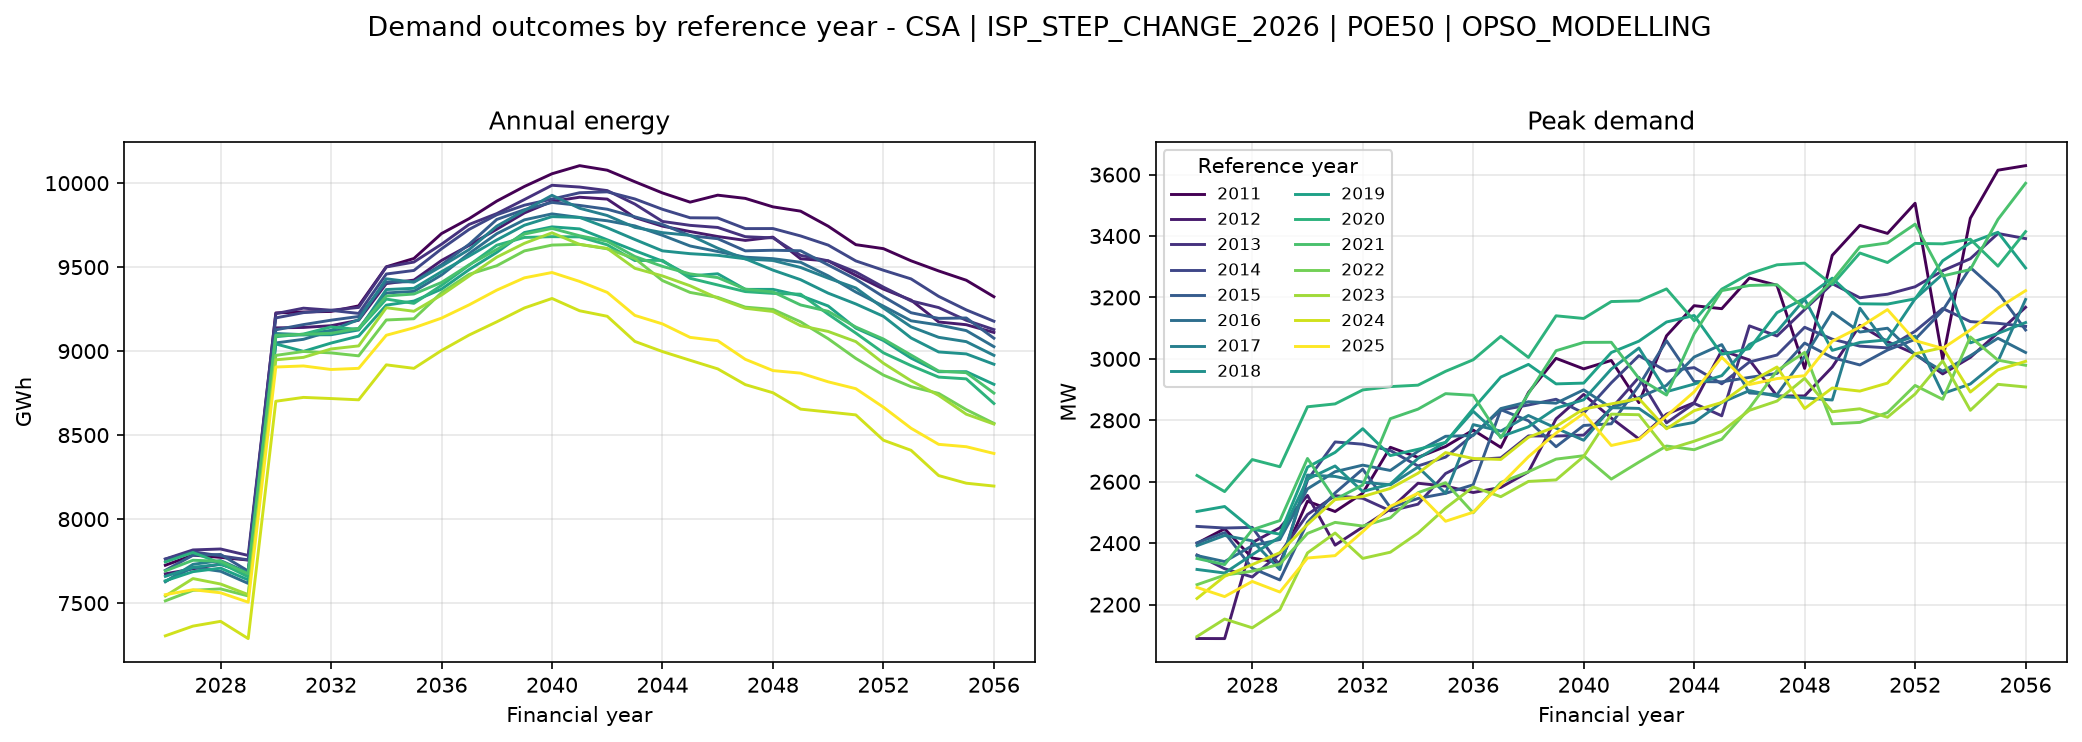 Demand outcomes by reference year - CSA | ISP_STEP_CHANGE_2026 | POE50 | OPSO_MODELLING
Annual energy
GWh
10000
9500
9000
8500
8000
7500
2028 2032 2036 2040 2044 2048 2052 2056
Financial year
Peak demand
MW
3600
3400
3200
3000
2800
2600
2400
2200
Reference year
2011 2019
2012 2020
2013 2021
2014 2022
2015 2023
2016 2024
2017 2025
2018
2028 2032 2036 2040 2044 2048 2052 2056
Financial year